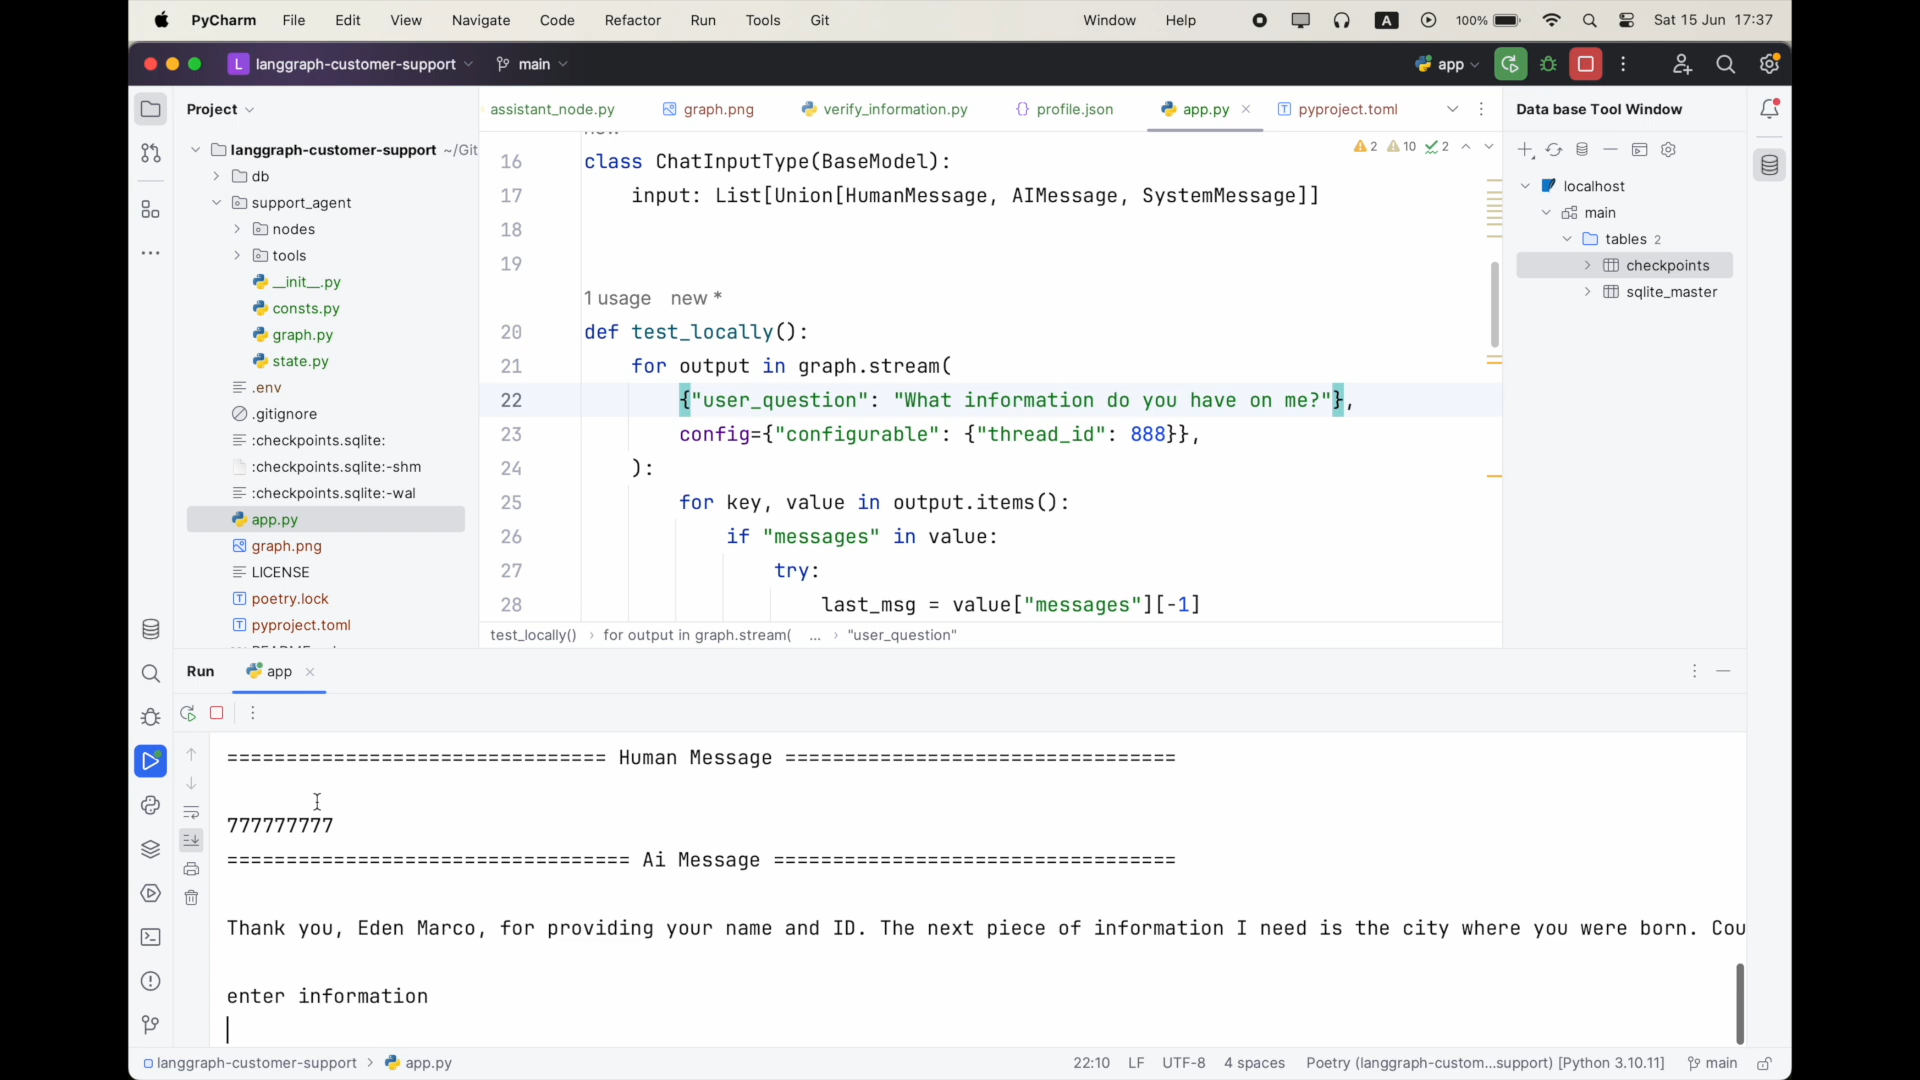 PyCharm File Edit View Navigate Code Refactor Run Tools Git Window Help A 100% Sat 15 Jun 17:37
L langgraph-customer-support main app
Project
assistant_node.py graph.png verify_information.py profile.json app.py pyproject.toml
Data base Tool Window
langgraph-customer-support ~/Git
db
support_agent
nodes
tools
__init__.py
consts.py
graph.py
state.py
.env
.gitignore
:checkpoints.sqlite:
:checkpoints.sqlite:-shm
:checkpoints.sqlite:-wal
app.py
graph.png
LICENSE
poetry.lock
pyproject.toml
2 10 2
16 class ChatInputType(BaseModel):
17 input: List[Union[HumanMessage, AIMessage, SystemMessage]]
18
19
1 usage new *
20 def test_locally():
21 for output in graph.stream(
22 {"user_question": "What information do you have on me?"},
23 config={"configurable": {"thread_id": 888}},
24 ):
25 for key, value in output.items():
26 if "messages" in value:
27 try:
28 last_msg = value["messages"][-1]
test_locally() › for output in graph.stream( ... › "user_question"
localhost
main
tables 2
checkpoints
sqlite_master
Run app
================================ Human Message =================================
777777777
================================== Ai Message ==================================
Thank you, Eden Marco, for providing your name and ID. The next piece of information I need is the city where you were born. Cou
enter information
langgraph-customer-support › app.py 22:10 LF UTF-8 4 spaces Poetry (langgraph-custom...support) [Python 3.10.11] main